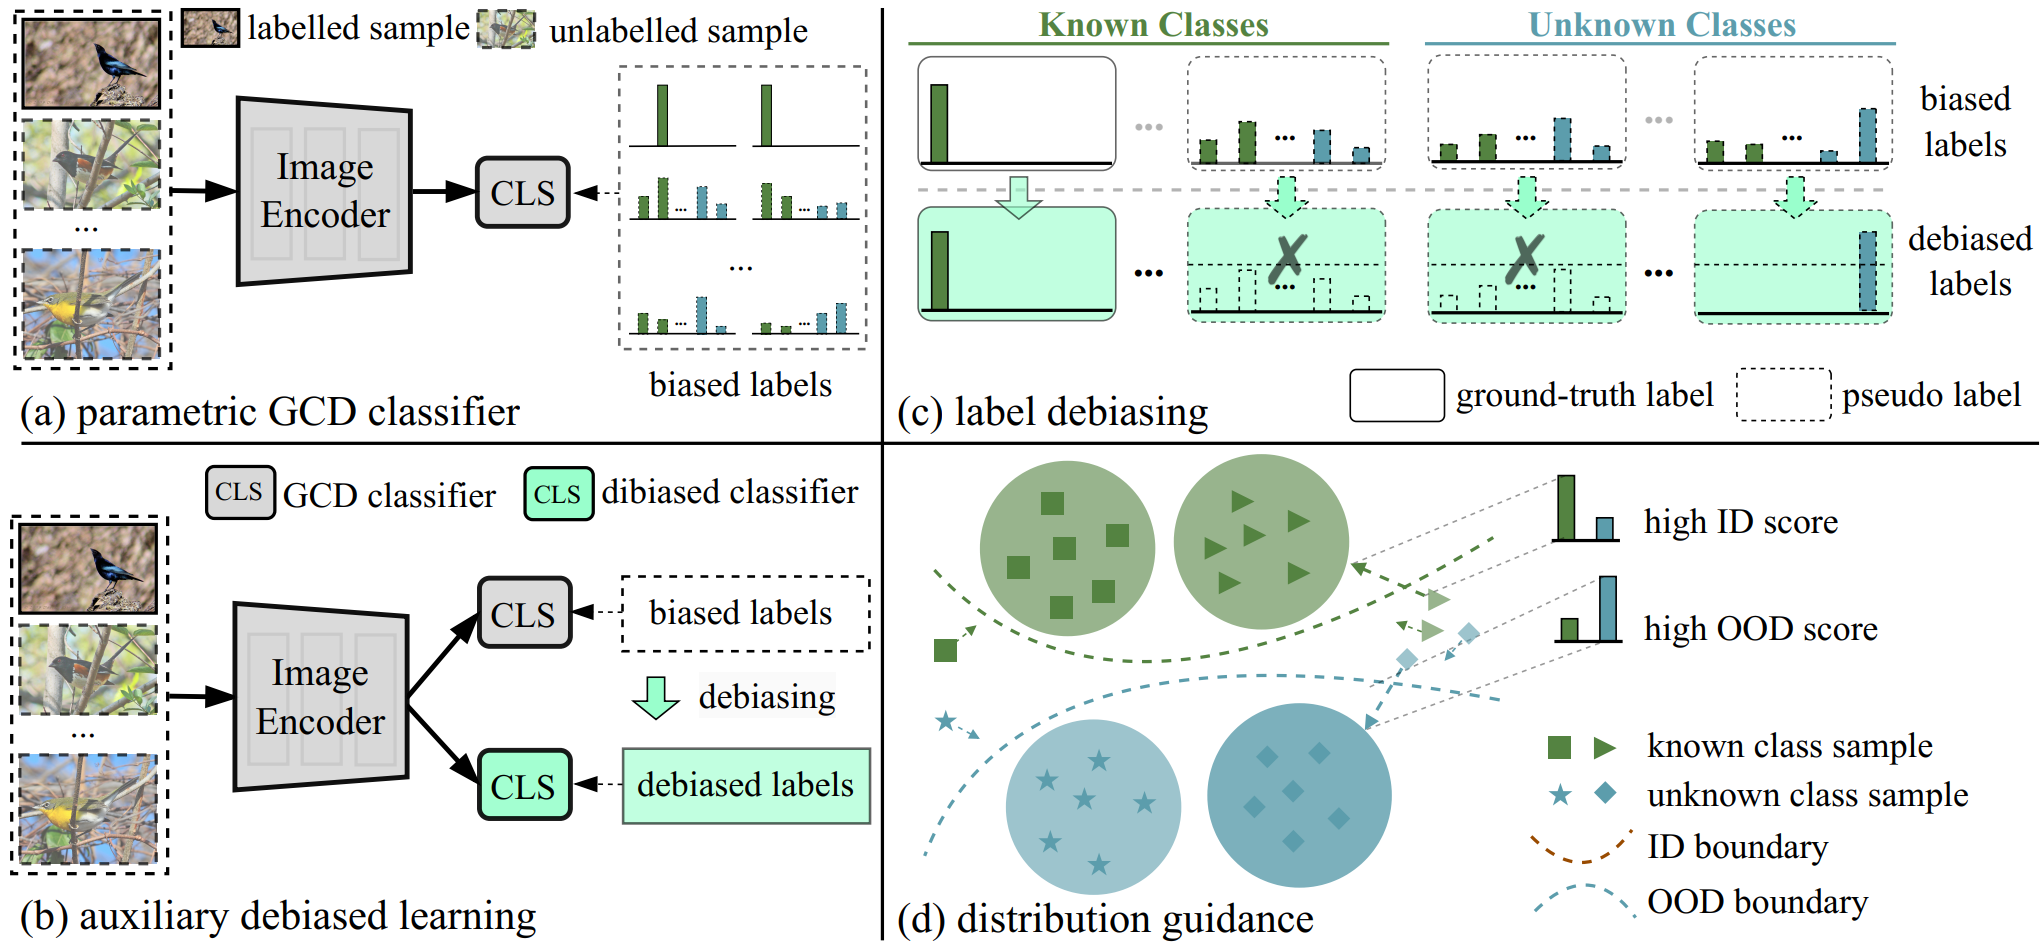 labelled sample
unlabelled sample
Image
Encoder
CLS
...
...
...
...
...
...
biased labels
(a) parametric GCD classifier
CLS GCD classifier
CLS dibiased classifier
Image
Encoder
CLS
biased labels
debiasing
...
CLS
debiased labels
(b) auxiliary debiased learning
Known Classes
Unknown Classes
biased
labels
...
...
...
...
...
debiased
labels
✗
✗
...
...
...
...
ground-truth label
pseudo label
(c) label debiasing
high ID score
high OOD score
known class sample
unknown class sample
ID boundary
OOD boundary
(d) distribution guidance